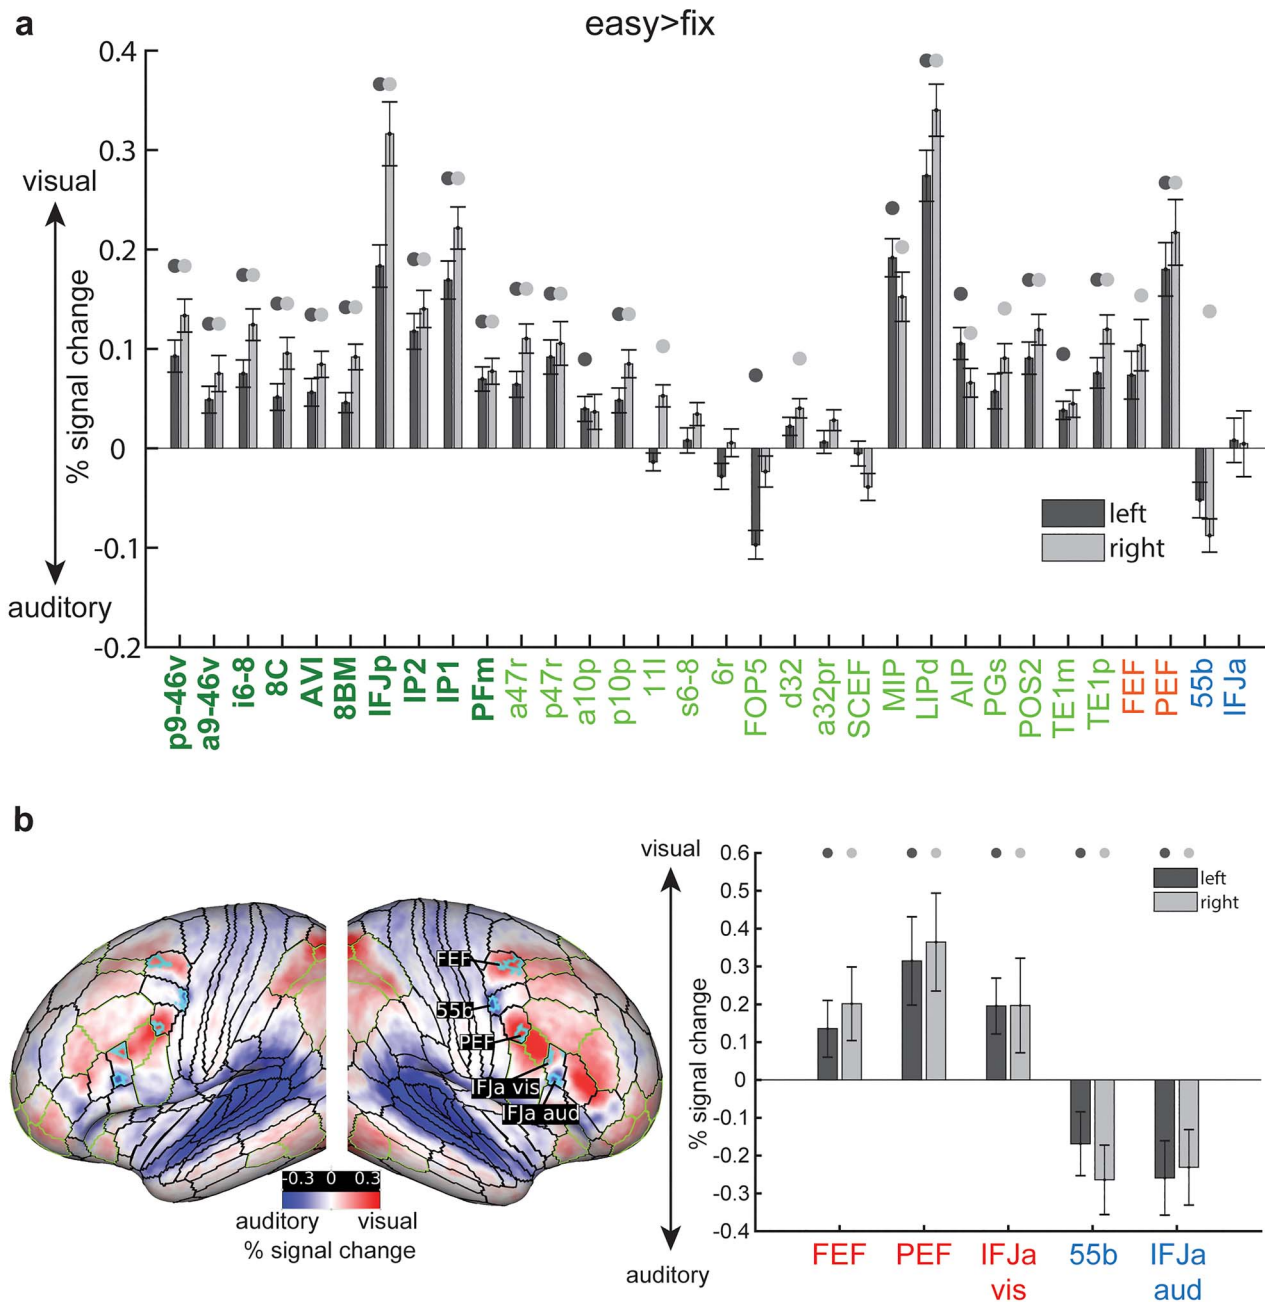 a
easy>fix
0.4
0.3
0.2
0.1
0
-0.1
-0.2
visual
% signal change
auditory
left
right
p9-46v
a9-46v
i6-8
8C
AVI
8BM
IFJp
IP2
IP1
PFm
a47r
p47r
a10p
p10p
11l
s6-8
6r
FOP5
d32
a32pr
SCEF
MIP
LIPd
AIP
PGs
POS2
TE1m
TE1p
FEF
PEF
55b
IFJa
b
FEF
55b
PEF
IFJa vis
IFJa aud
-0.3 0 0.3
auditory visual
% signal change
visual
auditory
% signal change
0.6
0.5
0.4
0.3
0.2
0.1
0
-0.1
-0.2
-0.3
-0.4
left
right
FEF
PEF
IFJa
vis
55b
IFJa
aud